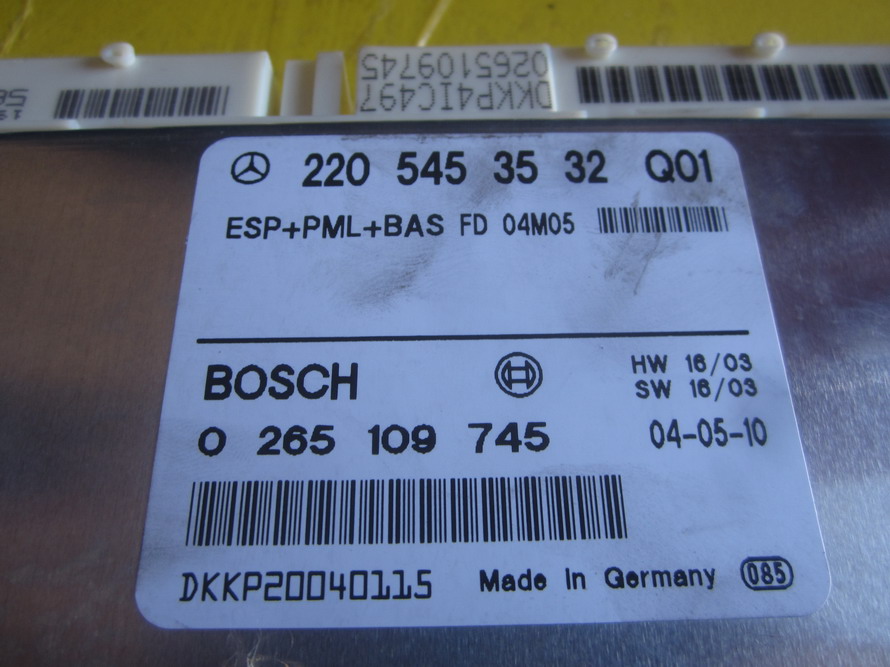 DKKP4IC497
0265109745
220 545 35 32 Q01
ESP+PML+BAS FD 04M05
BOSCH
HW 16/03
SW 16/03
0 265 109 745
04-05-10
DKKP20040115
Made in Germany
085